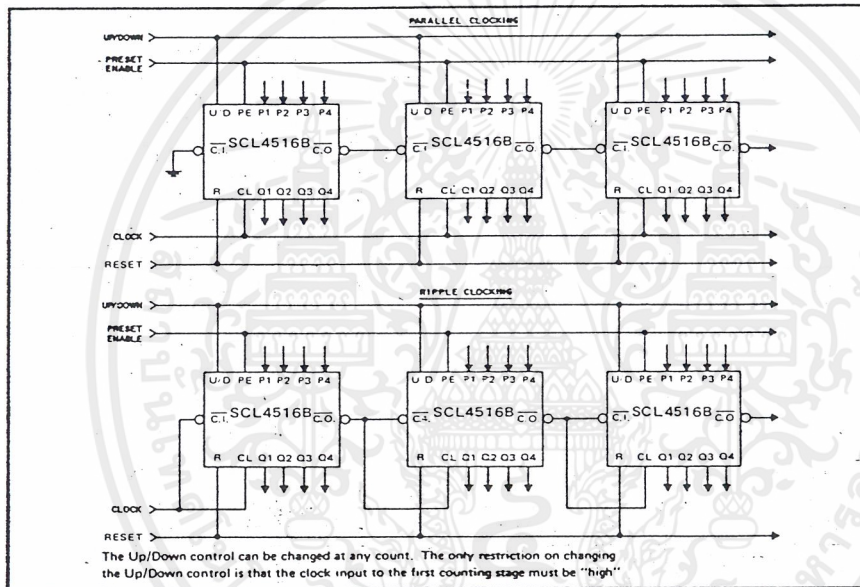 PARALLEL CLOCKING
UP/DOWN
PRESET
ENABLE
U D PE P1 P2 P3 P4
U D PE P1 P2 P3 P4
U D PE P1 P2 P3 P4
C.I. SCL4516B C.O.
C.I. SCL4516B C.O.
C.I. SCL4516B C.O.
R CL Q1 Q2 Q3 Q4
R CL Q1 Q2 Q3 Q4
R CL Q1 Q2 Q3 Q4
CLOCK
RESET
RIPPLE CLOCKING
UP/DOWN
PRESET
ENABLE
U/D PE P1 P2 P3 P4
U D PE P1 P2 P3 P4
U D PE P1 P2 P3 P4
C.I. SCL4516B C.O.
C.I. SCL4516B C.O.
C.I. SCL4516B C.O
R CL Q1 Q2 Q3 Q4
R CL Q1 Q2 Q3 Q4
R CL Q1 Q2 Q3 Q4
CLOCK
RESET
The Up/Down control can be changed at any count. The only restriction on changing
the Up/Down control is that the clock input to the first counting stage must be "high"